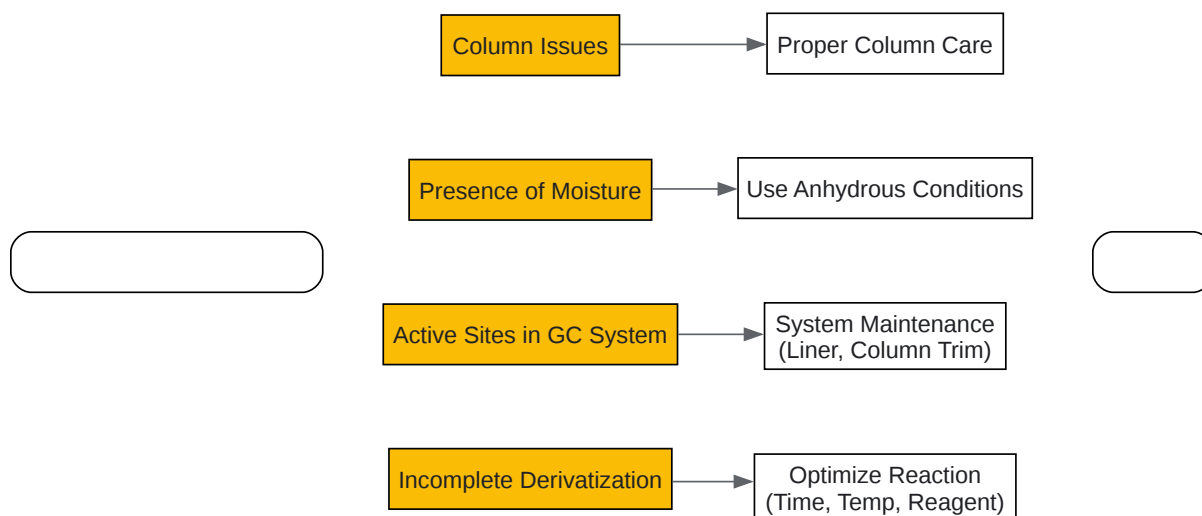 Column Issues
Proper Column Care
Presence of Moisture
Use Anhydrous Conditions
Active Sites in GC System
System Maintenance
(Liner, Column Trim)
Incomplete Derivatization
Optimize Reaction
(Time, Temp, Reagent)